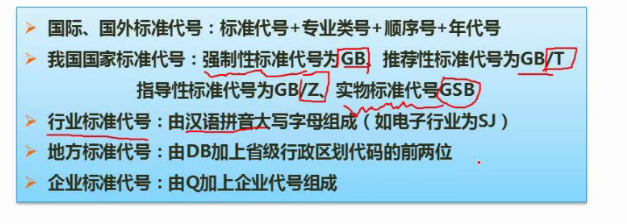 ➢ 国际、国外标准代号：标准代号+专业类号+顺序号+年代号
➢ 我国国家标准代号：强制性标准代号为GB、推荐性标准代号为GB/T
指导性标准代号为GB/Z、实物标准代号GSB
➢ 行业标准代号：由汉语拼音大写字母组成（如电子行业为SJ）
➢ 地方标准代号：由DB加上省级行政区划代码的前两位
➢ 企业标准代号：由Q加上企业代号组成